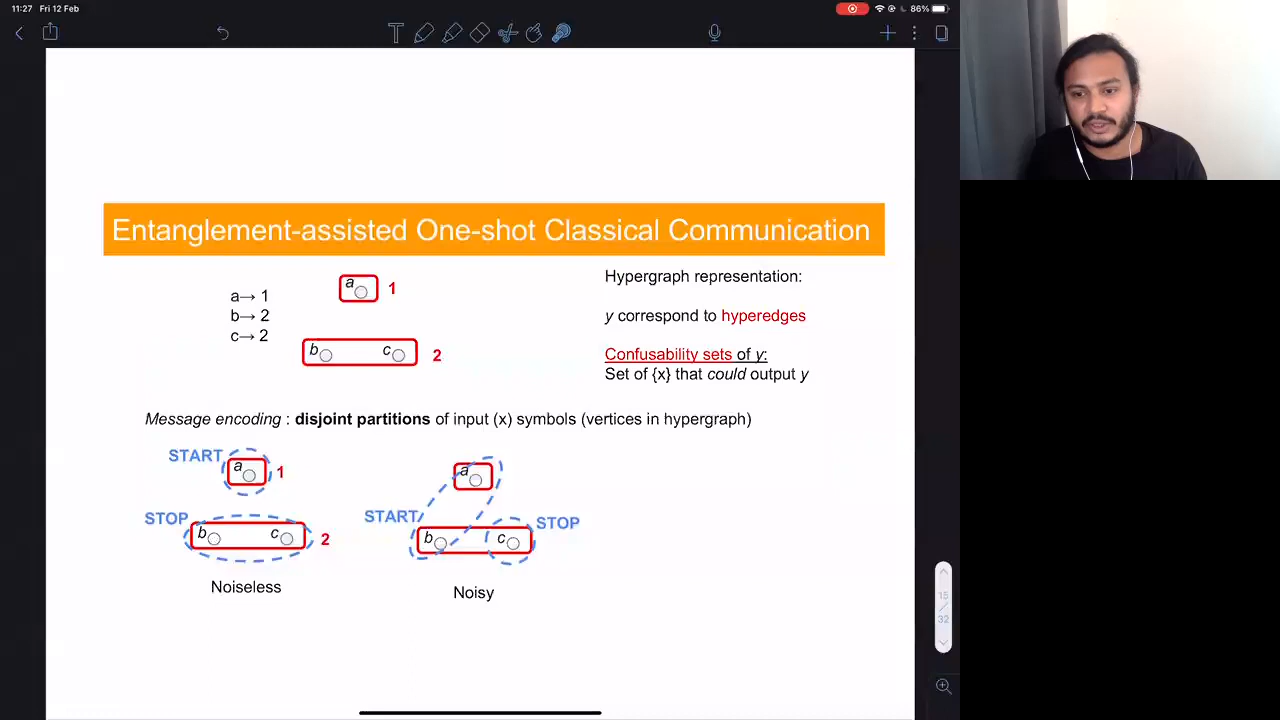 11:27 Fri 12 Feb
86%
Entanglement-assisted One-shot Classical Communication
a→ 1
b→ 2
c→ 2
a
1
b
c
2
Hypergraph representation:
y correspond to hyperedges
Confusability sets of y:
Set of {x} that could output y
Message encoding : disjoint partitions of input (x) symbols (vertices in hypergraph)
START
a
1
STOP
b
c
2
Noiseless
a
START
STOP
b
c
Noisy
15
/
32